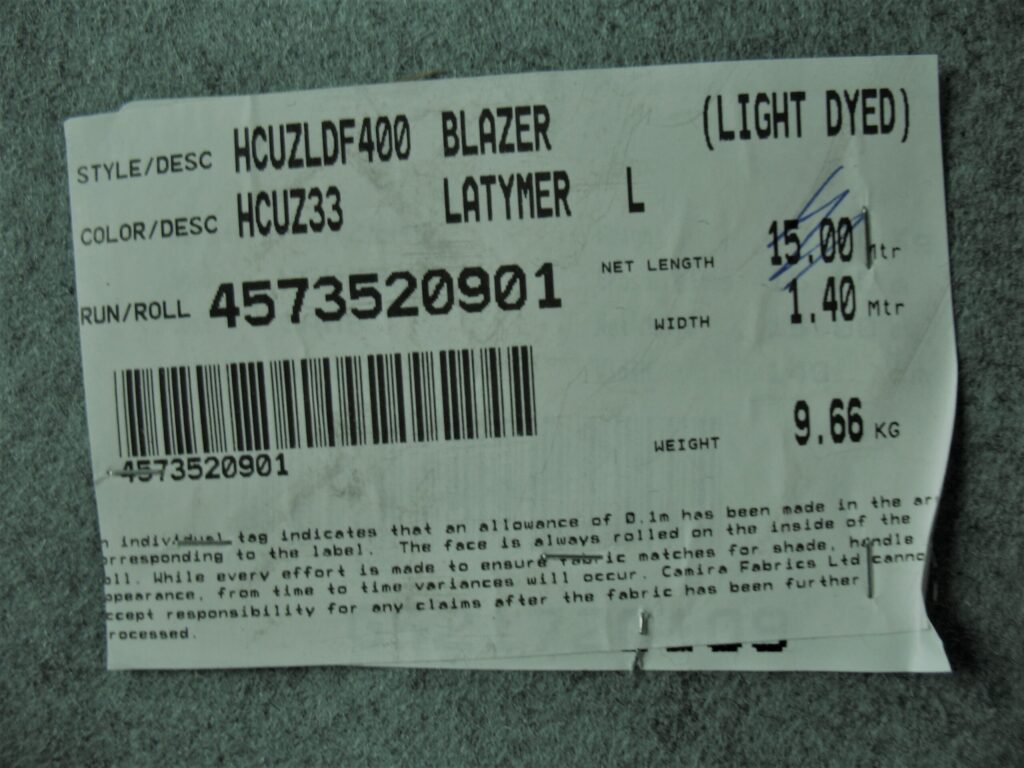 STYLE/DESC HCUZLDF400 BLAZER (LIGHT DYED)
COLOR/DESC HCUZ33 LATYMER L
NET LENGTH 15.00 Mtr
RUN/ROLL 4573520901
WIDTH 1.40 Mtr
WEIGHT 9.66 KG
4573520901
individual tag indicates that an allowance of 0.1m has been made in the ar
rresponding to the label. The face is always rolled on the inside of the
ll. While every effort is made to ensure fabric matches for shade, handle
ppearance, from time to time variances will occur. Camira Fabrics Ltd canno
ccept responsibility for any claims after the fabric has been further
rocessed.